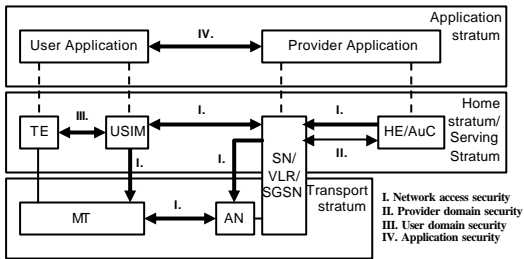 Application
stratum
User Application
IV.
Provider Application
Home
stratum/
Serving
Stratum
TE
III.
USIM
I.
I.
HE/AuC
II.
SN/
VLR/
SGSN
I.
I.
Transport
stratum
MT
I.
AN
I. Network access security
II. Provider domain security
III. User domain security
IV. Application security